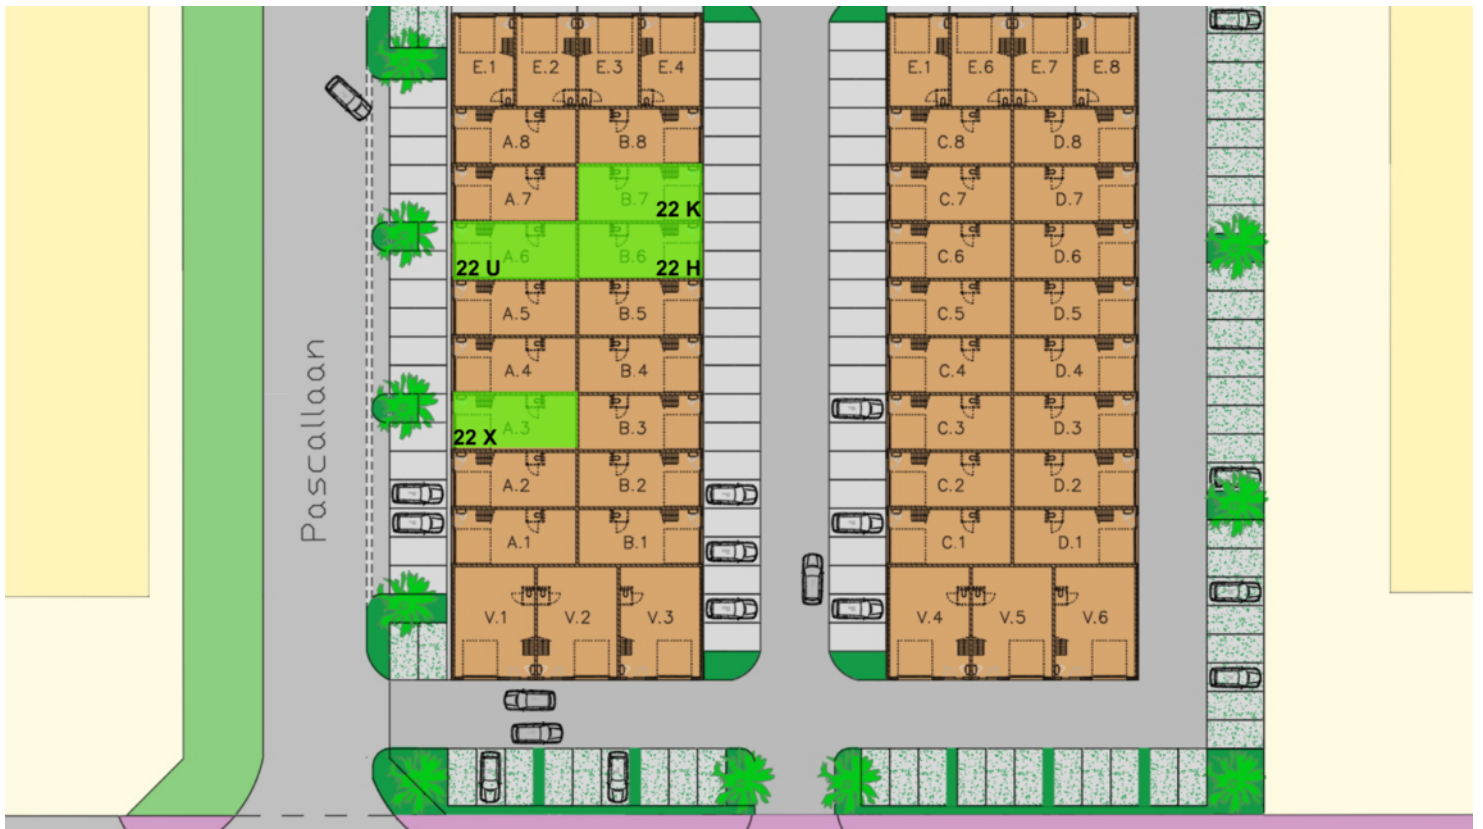 E.1 E.2 E.3 E.4 E.1 E.6 E.7 E.8
A.8 B.8 C.8 D.8
A.7 B.7 C.7 D.7
22 K
A.6 B.6 C.6 D.6
22 U 22 H
A.5 B.5 C.5 D.5
Pascallaan
A.4 B.4 C.4 D.4
A.3 B.3 C.3 D.3
22 X
A.2 B.2 C.2 D.2
A.1 B.1 C.1 D.1
V.1 V.2 V.3 V.4 V.5 V.6